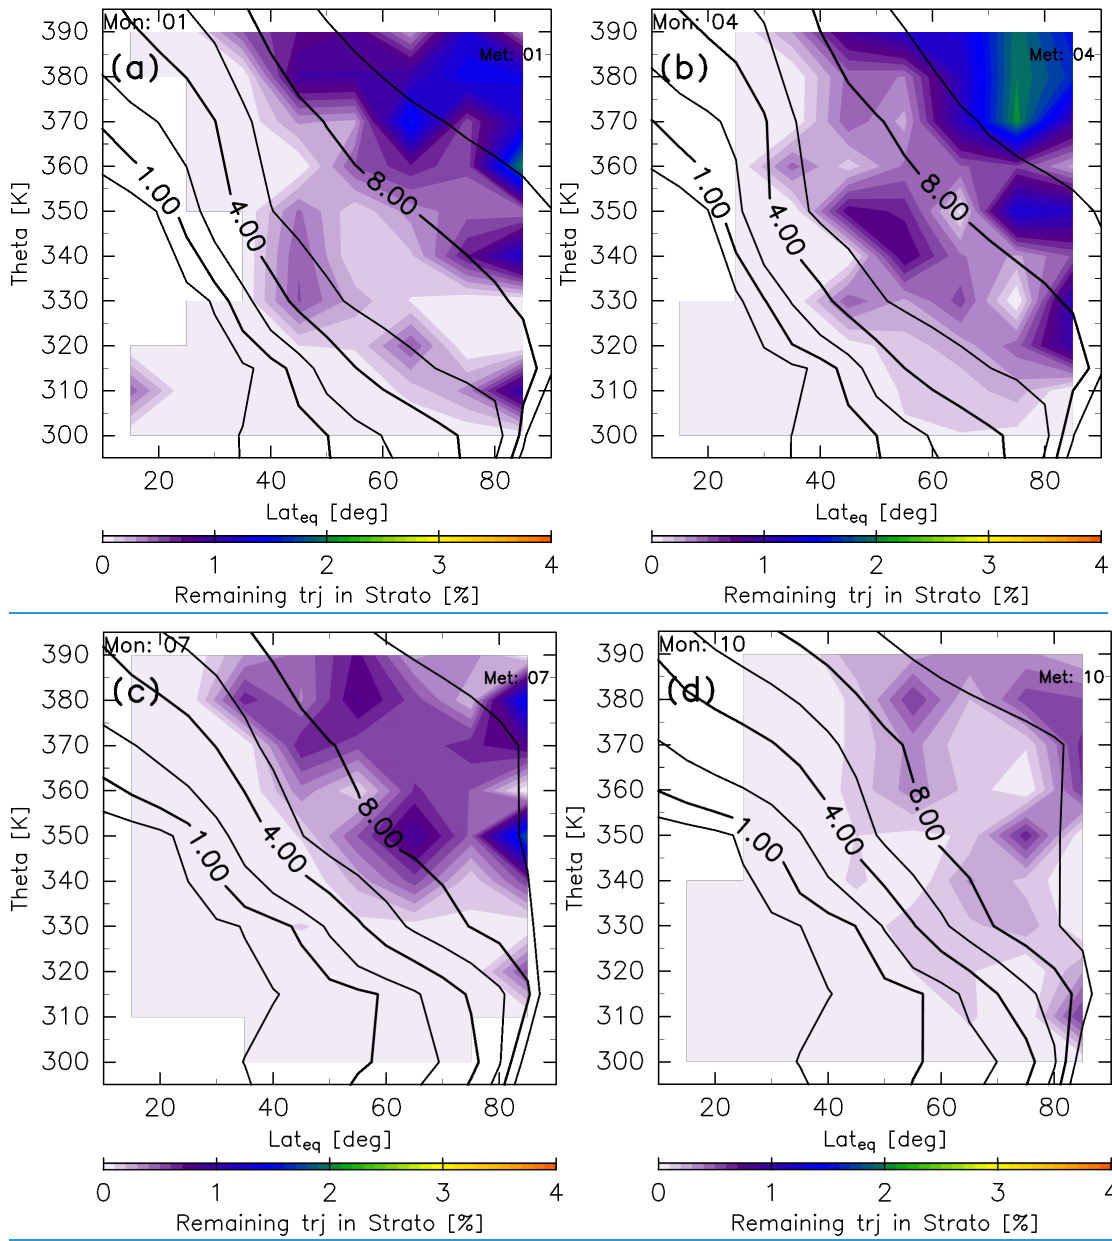 Mon: 01
Met: 01
(a)
390
380
370
360
350
340
330
320
310
300
Theta [K]
1.00
4.00
8.00
20 40 60 80
Lat_eq [deg]
0 1 2 3 4
Remaining trj in Strato [%]
Mon: 04
Met: 04
(b)
390
380
370
360
350
340
330
320
310
300
Theta [K]
1.00
4.00
8.00
20 40 60 80
Lat_eq [deg]
0 1 2 3 4
Remaining trj in Strato [%]
Mon: 07
Met: 07
(c)
390
380
370
360
350
340
330
320
310
300
Theta [K]
1.00
4.00
8.00
20 40 60 80
Lat_eq [deg]
0 1 2 3 4
Remaining trj in Strato [%]
Mon: 10
Met: 10
(d)
390
380
370
360
350
340
330
320
310
300
Theta [K]
1.00
4.00
8.00
20 40 60 80
Lat_eq [deg]
0 1 2 3 4
Remaining trj in Strato [%]